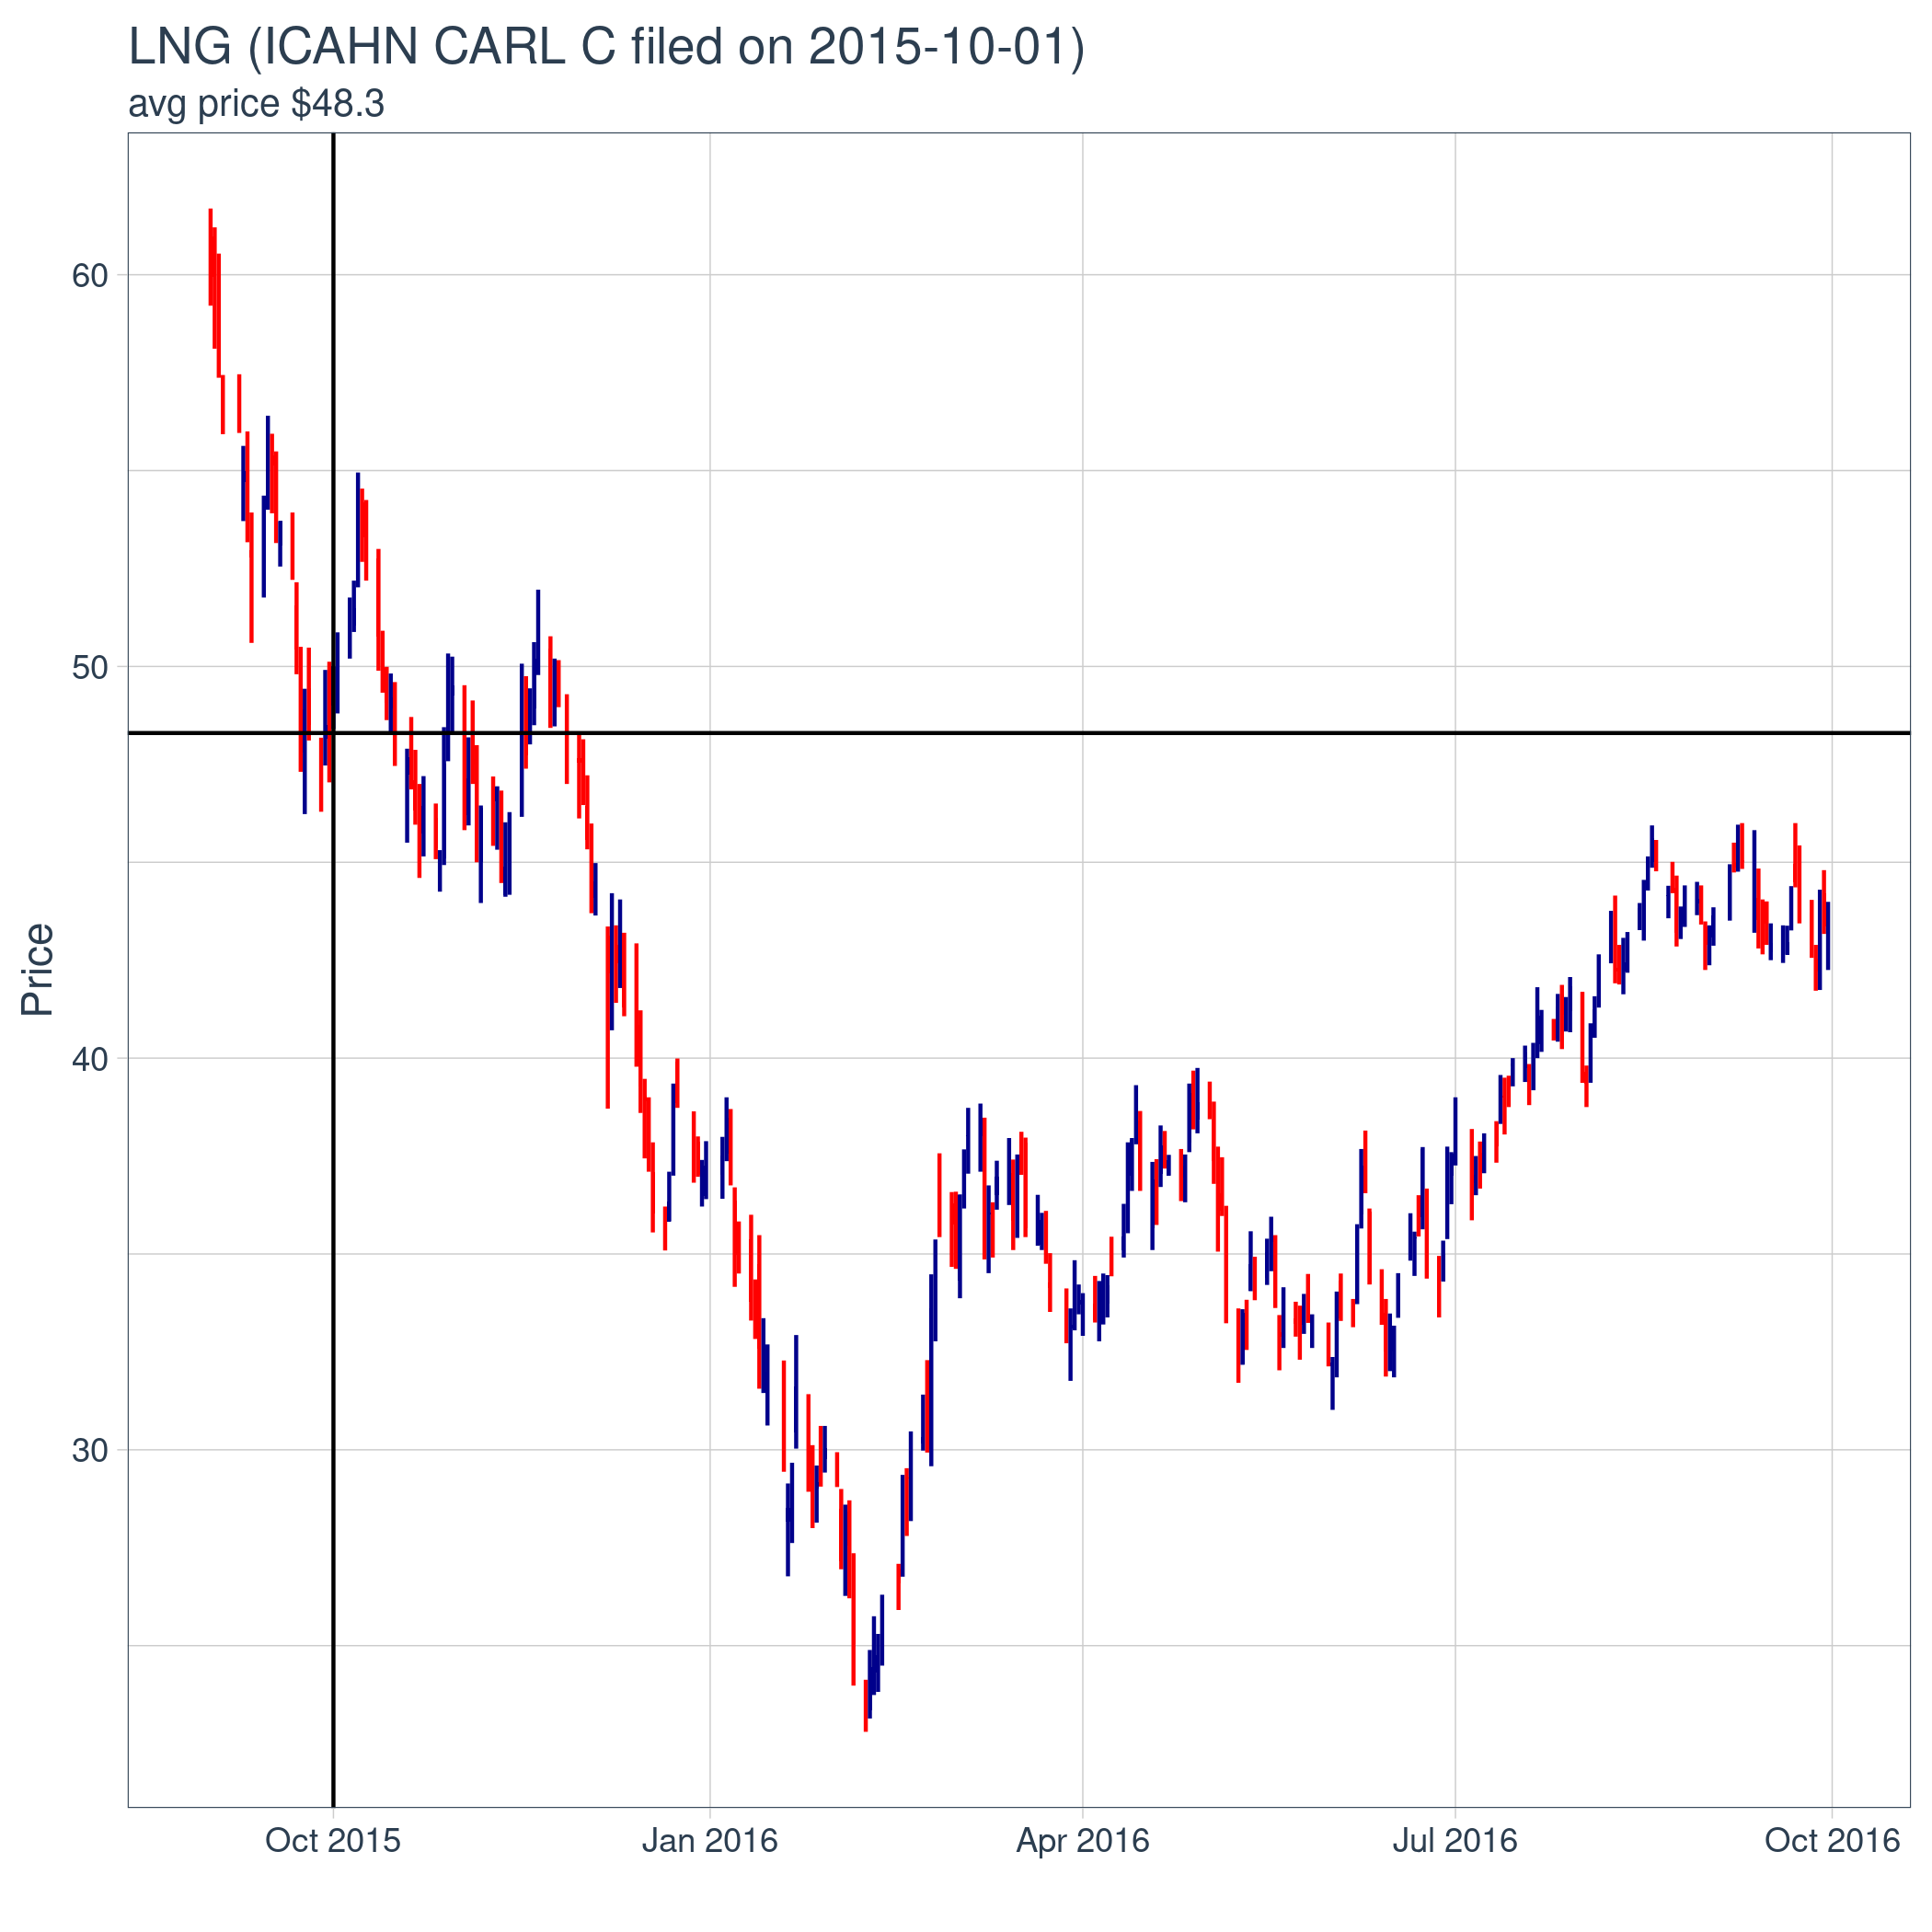 LNG (ICAHN CARL C filed on 2015-10-01)
avg price $48.3
60
50
40
30
Price
Oct 2015
Jan 2016
Apr 2016
Jul 2016
Oct 2016